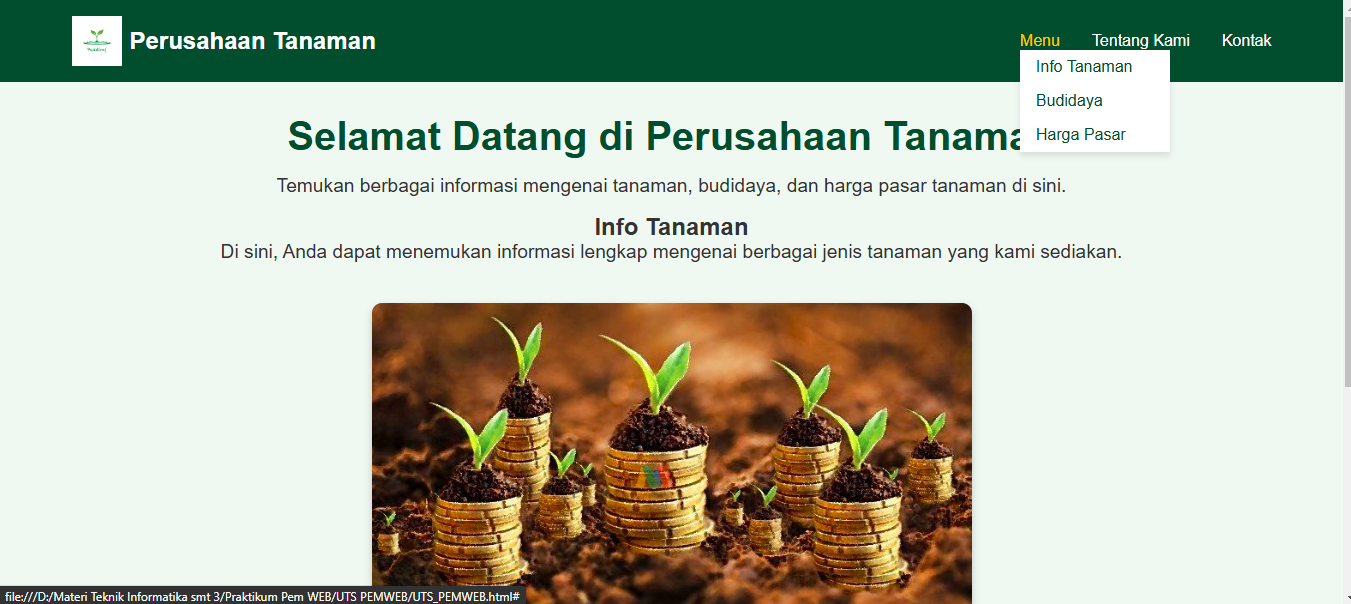 Perusahaan Tanaman
Menu
Tentang Kami
Kontak
Info Tanaman
Budidaya
Harga Pasar
Selamat Datang di Perusahaan
Temukan berbagai informasi mengenai tanaman, budidaya, dan harga pasar tanaman di sini.
Info Tanaman
Di sini, Anda dapat menemukan informasi lengkap mengenai berbagai jenis tanaman yang kami sediakan.
file:///D:/Materi Teknik Informatika smt 3/Praktikum Pem WEB/UTS PEMWEB/UTS_PEMWEB.html#